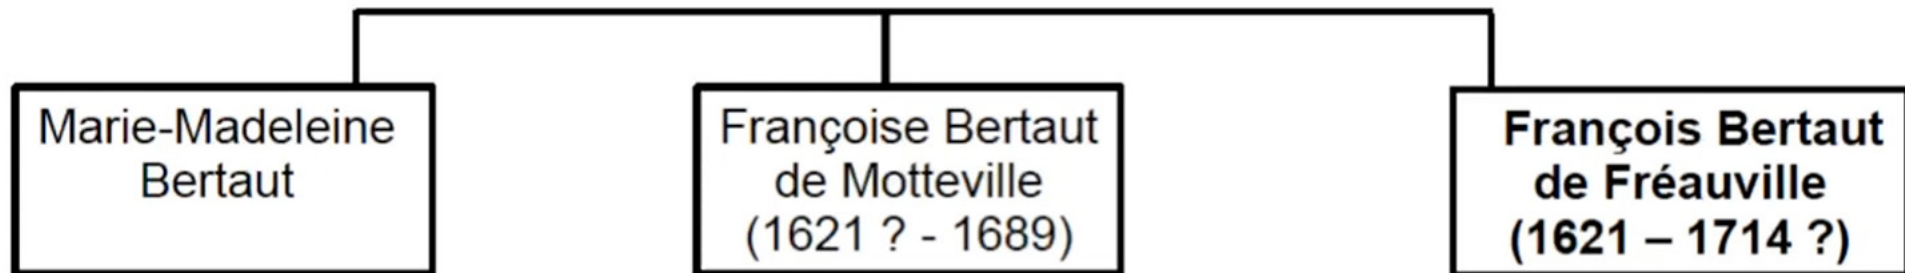 Marie-Madeleine
Bertaut
Françoise Bertaut
de Motteville
(1621 ? - 1689)
François Bertaut
de Fréauville
(1621 – 1714 ?)